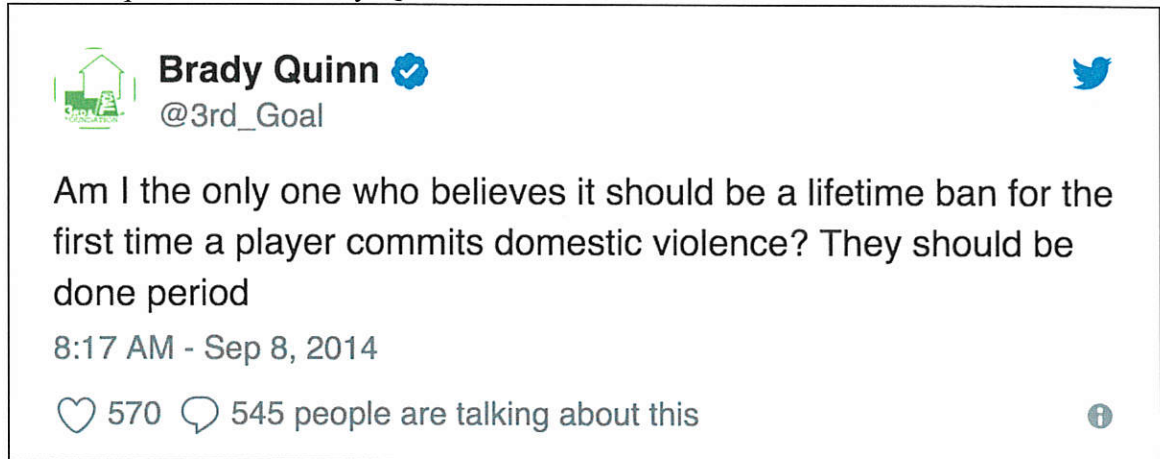 Brady Quinn
@3rd_Goal
Am I the only one who believes it should be a lifetime ban for the
first time a player commits domestic violence? They should be
done period
8:17 AM - Sep 8, 2014
570 545 people are talking about this